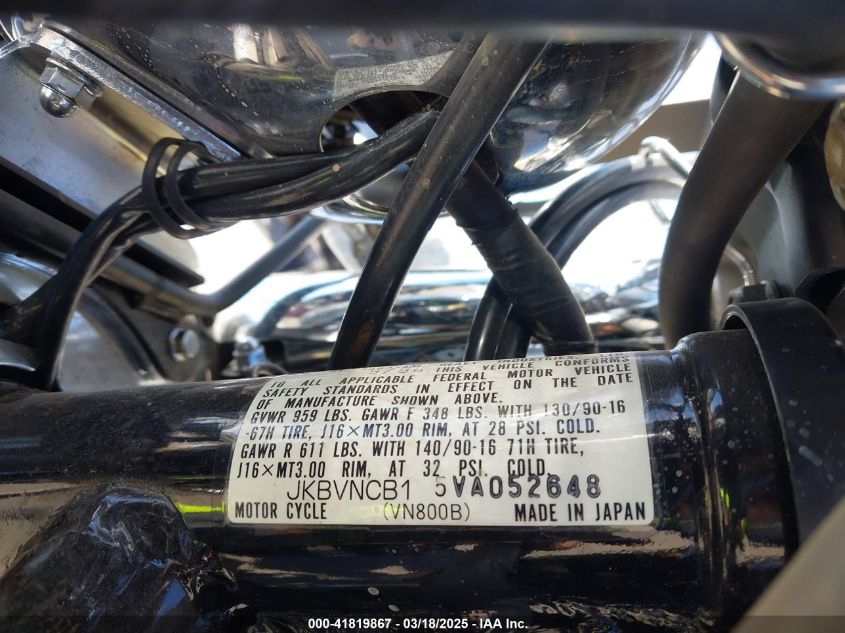 THIS VEHICLE CONFORMS
TO ALL APPLICABLE FEDERAL MOTOR VEHICLE
SAFETY STANDARDS IN EFFECT ON THE DATE
OF MANUFACTURE SHOWN ABOVE.
GVWR 959 LBS. GAWR F 348 LBS. WITH 130/90-16
-67H TIRE, J16×MT3.00 RIM, AT 28 PSI. COLD.
GAWR R 611 LBS. WITH 140/90-16 71H TIRE,
J16×MT3.00 RIM, AT 32 PSI. COLD.
JKBVNCB1 5VA052648
MOTOR CYCLE (VN800B) MADE IN JAPAN
000-41819867 - 03/18/2025 - © IAA Inc.